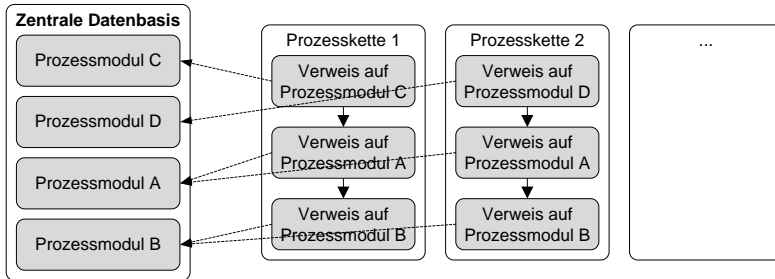 Zentrale Datenbasis
Prozessmodul C
Prozessmodul D
Prozessmodul A
Prozessmodul B
Prozesskette 1
Verweis auf
Prozessmodul C
Verweis auf
Prozessmodul A
Verweis auf
Prozessmodul B
Prozesskette 2
Verweis auf
Prozessmodul D
Verweis auf
Prozessmodul A
Verweis auf
Prozessmodul B
...